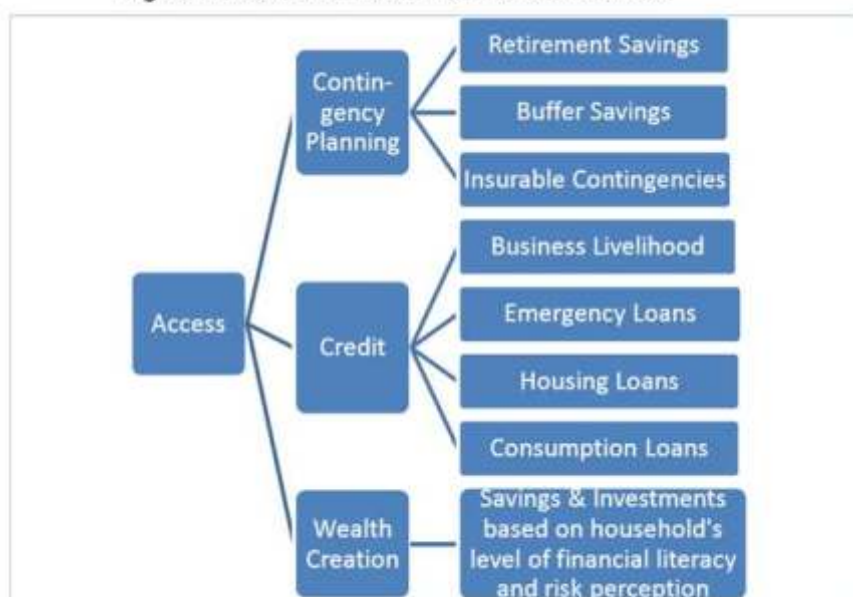 Retirement Savings
Contin-
gency
Planning
Buffer Savings
Insurable Contingencies
Business Livelihood
Access
Emergency Loans
Credit
Housing Loans
Consumption Loans
Wealth
Creation
Savings & Investments
based on household's
level of financial literacy
and risk perception